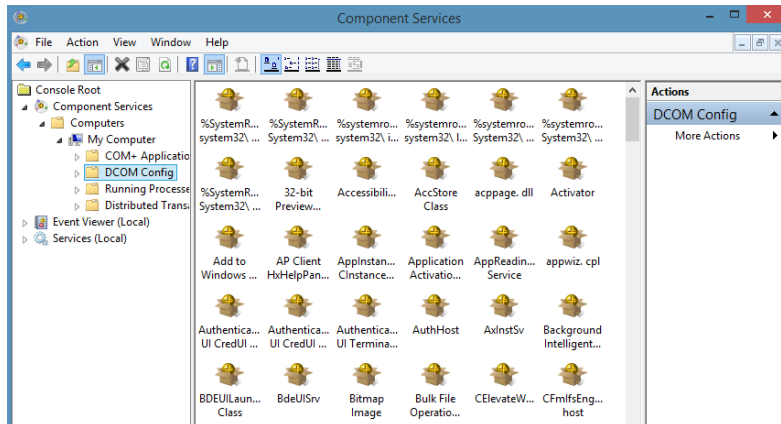 Component Services
File Action View Window Help
Console Root
Component Services
Computers
My Computer
COM+ Applicatio
DCOM Config
Running Processe
Distributed Trans
Event Viewer (Local)
Services (Local)
%SystemR... %SystemR... %systemro... %systemro... %systemro... %systemro...
system32\ ... System32\ ... system32\ i... system32\ l... System32\ ... System32\ ...
%SystemR... 32-bit Accessibili... AccStore acppage. dll Activator
System32\ ... Preview... Class
Add to AP Client AppInstan... Application AppReadin... appwiz. cpl
Windows ... HxHelpPan... CInstance... Activatio... Service
Authentica... Authentica... Authentica... AuthHost AxInstSv Background
UI CredUI ... UI CredUI ... UI Termina... Intelligent...
BDEUILaun... BdeUISrv Bitmap Bulk File CElevateW... CFmIfsEng...
Class Image Operatio... host
Actions
DCOM Config
More Actions